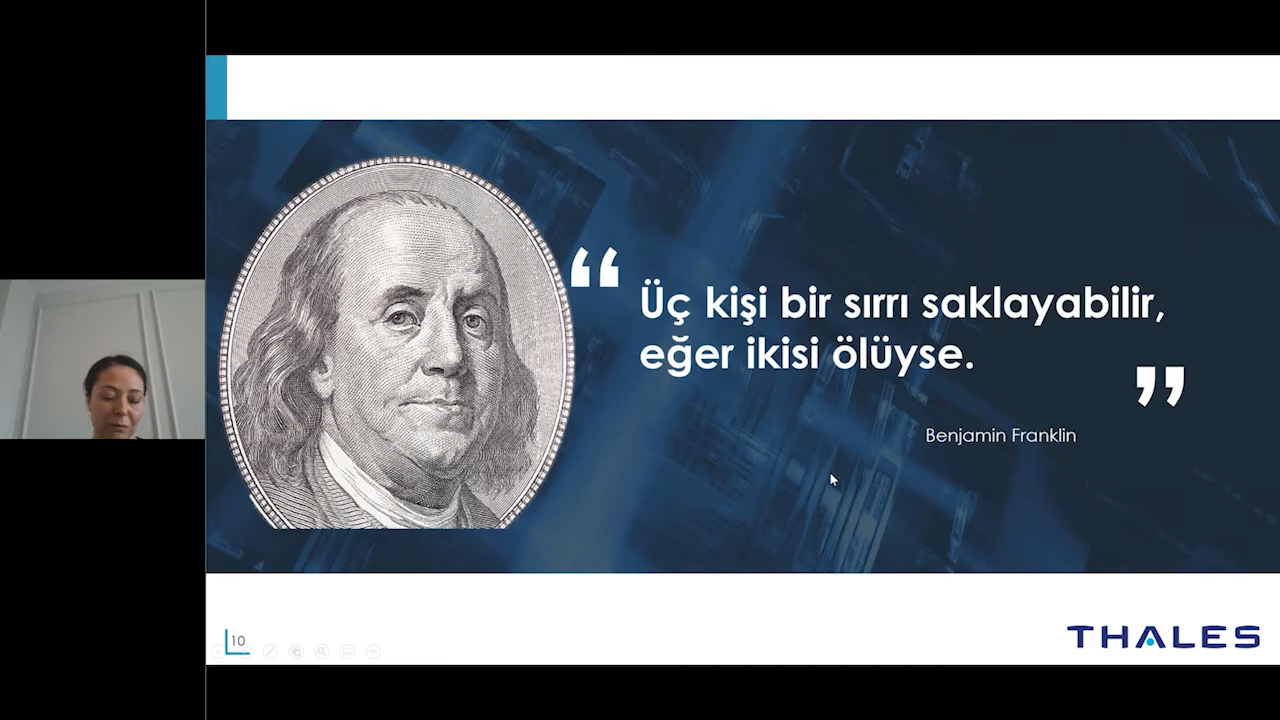 “
Üç kişi bir sırrı saklayabilir,
eğer ikisi ölüyse.
”
Benjamin Franklin
10
THALES